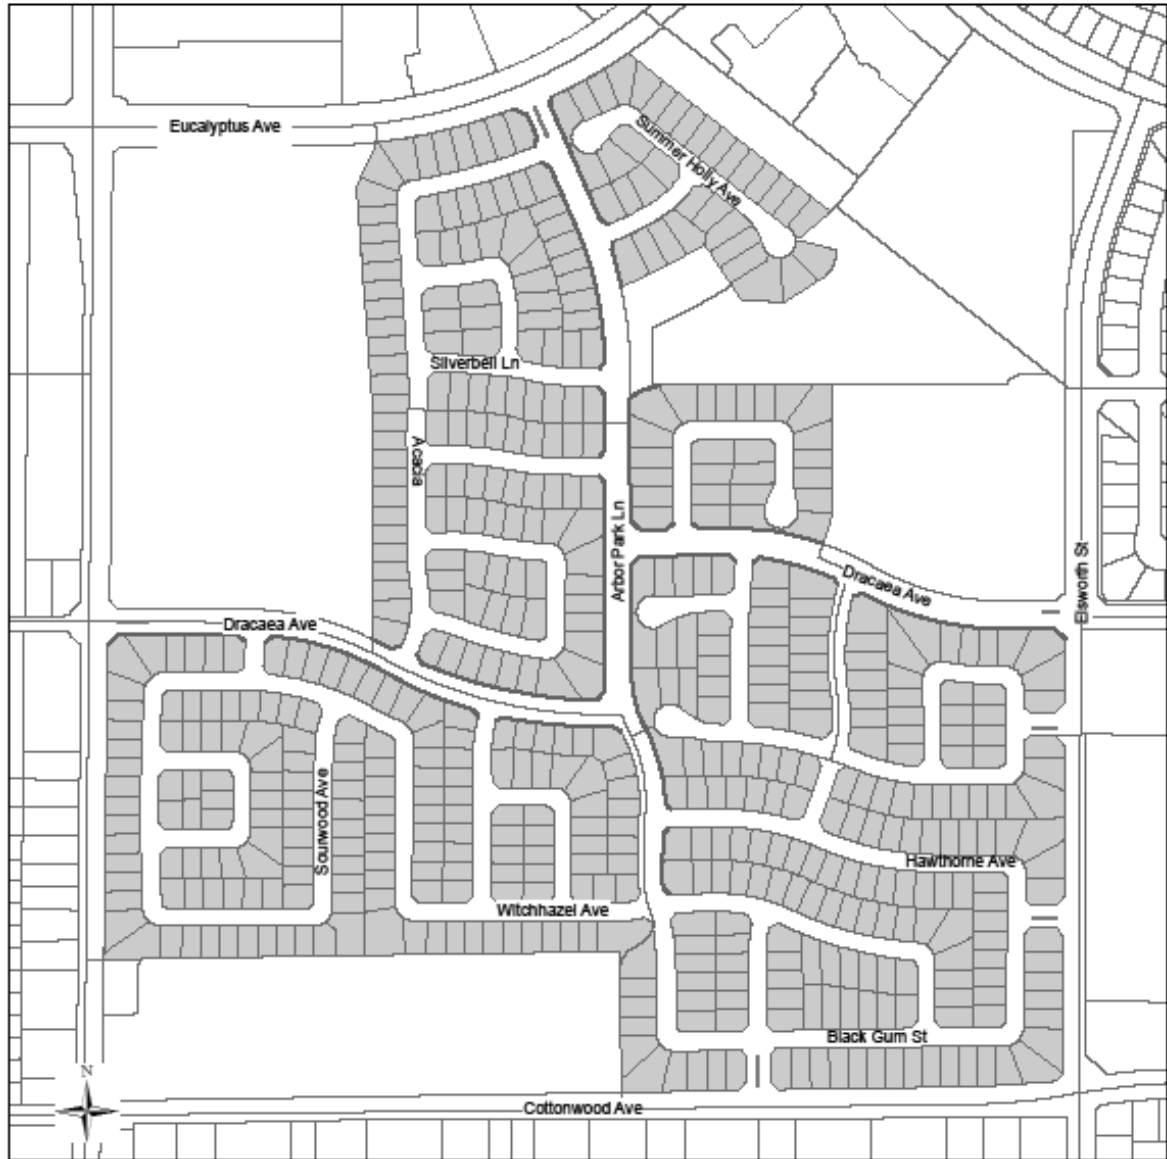 Eucalyptus Ave
Summer Holly Ave
Silverbell Ln
Acacia
Arbor Park Ln
Elsworth St
Dracaea Ave
Dracaea Ave
Sourwood Ave
Hawthorne Ave
Witchhazel Ave
Black Gum St
N
Cottonwood Ave